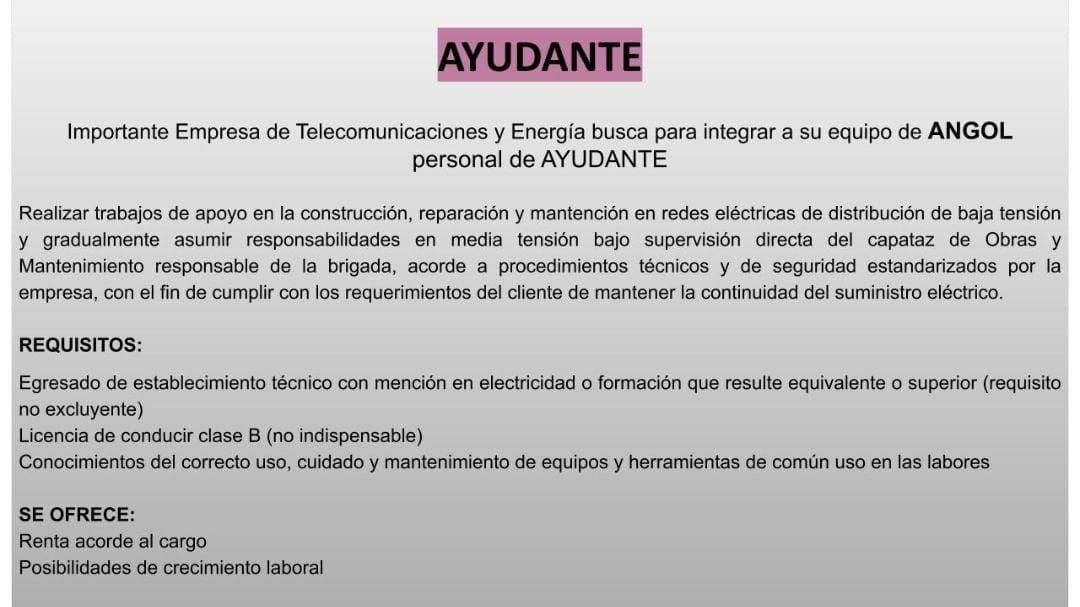 AYUDANTE
Importante Empresa de Telecomunicaciones y Energía busca para integrar a su equipo de ANGOL
personal de AYUDANTE
Realizar trabajos de apoyo en la construcción, reparación y mantención en redes eléctricas de distribución de baja tensión
y gradualmente asumir responsabilidades en media tensión bajo supervisión directa del capataz de Obras y
Mantenimiento responsable de la brigada, acorde a procedimientos técnicos y de seguridad estandarizados por la
empresa, con el fin de cumplir con los requerimientos del cliente de mantener la continuidad del suministro eléctrico.
REQUISITOS:
Egresado de establecimiento técnico con mención en electricidad o formación que resulte equivalente o superior (requisito
no excluyente)
Licencia de conducir clase B (no indispensable)
Conocimientos del correcto uso, cuidado y mantenimiento de equipos y herramientas de común uso en las labores
SE OFRECE:
Renta acorde al cargo
Posibilidades de crecimiento laboral